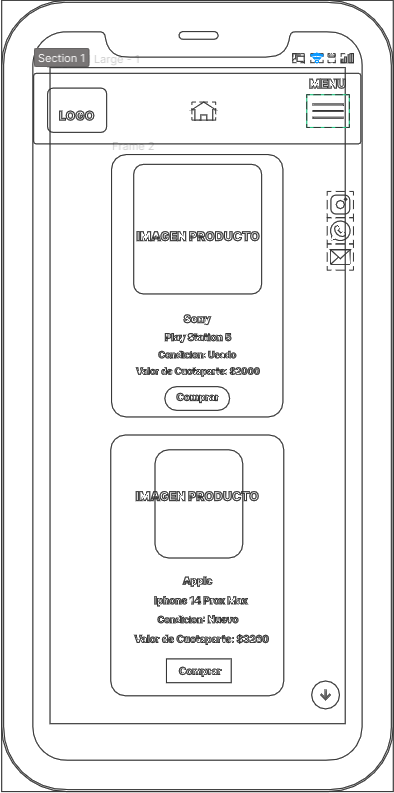 Section 1
Large - 1
MENU
LOGO
Frame 2
IMAGEN PRODUCTO
Sony
Play Station 5
Condicion: Usado
Valor de Cuotaparte: $2000
Comprar
IMAGEN PRODUCTO
Apple
Iphone 14 Prox Max
Condicion: Nuevo
Valor de Cuotaparte: $3200
Comprar